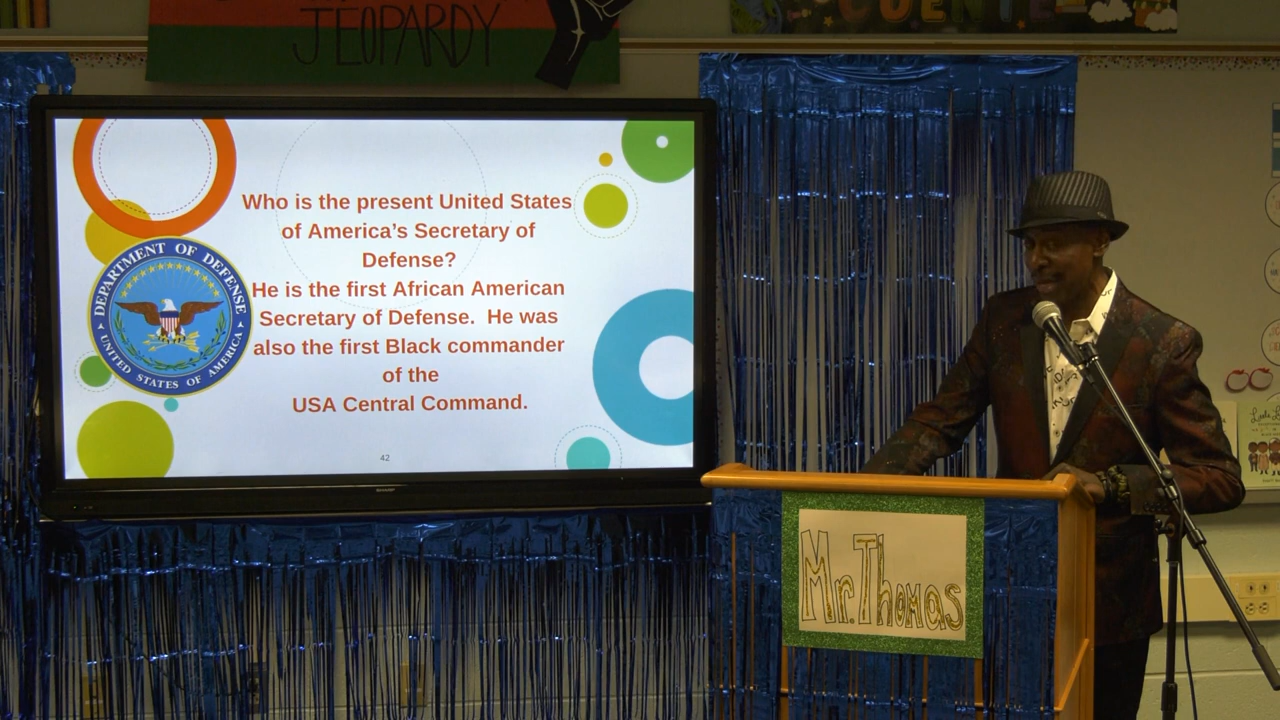 JEOPARDY
CUENTE
Who is the present United States
of America's Secretary of
Defense?
He is the first African American
Secretary of Defense. He was
also the first Black commander
of the
USA Central Command.
DEPARTMENT OF DEFENSE
UNITED STATES OF AMERICA
42
SHARP
Mr. Thomas